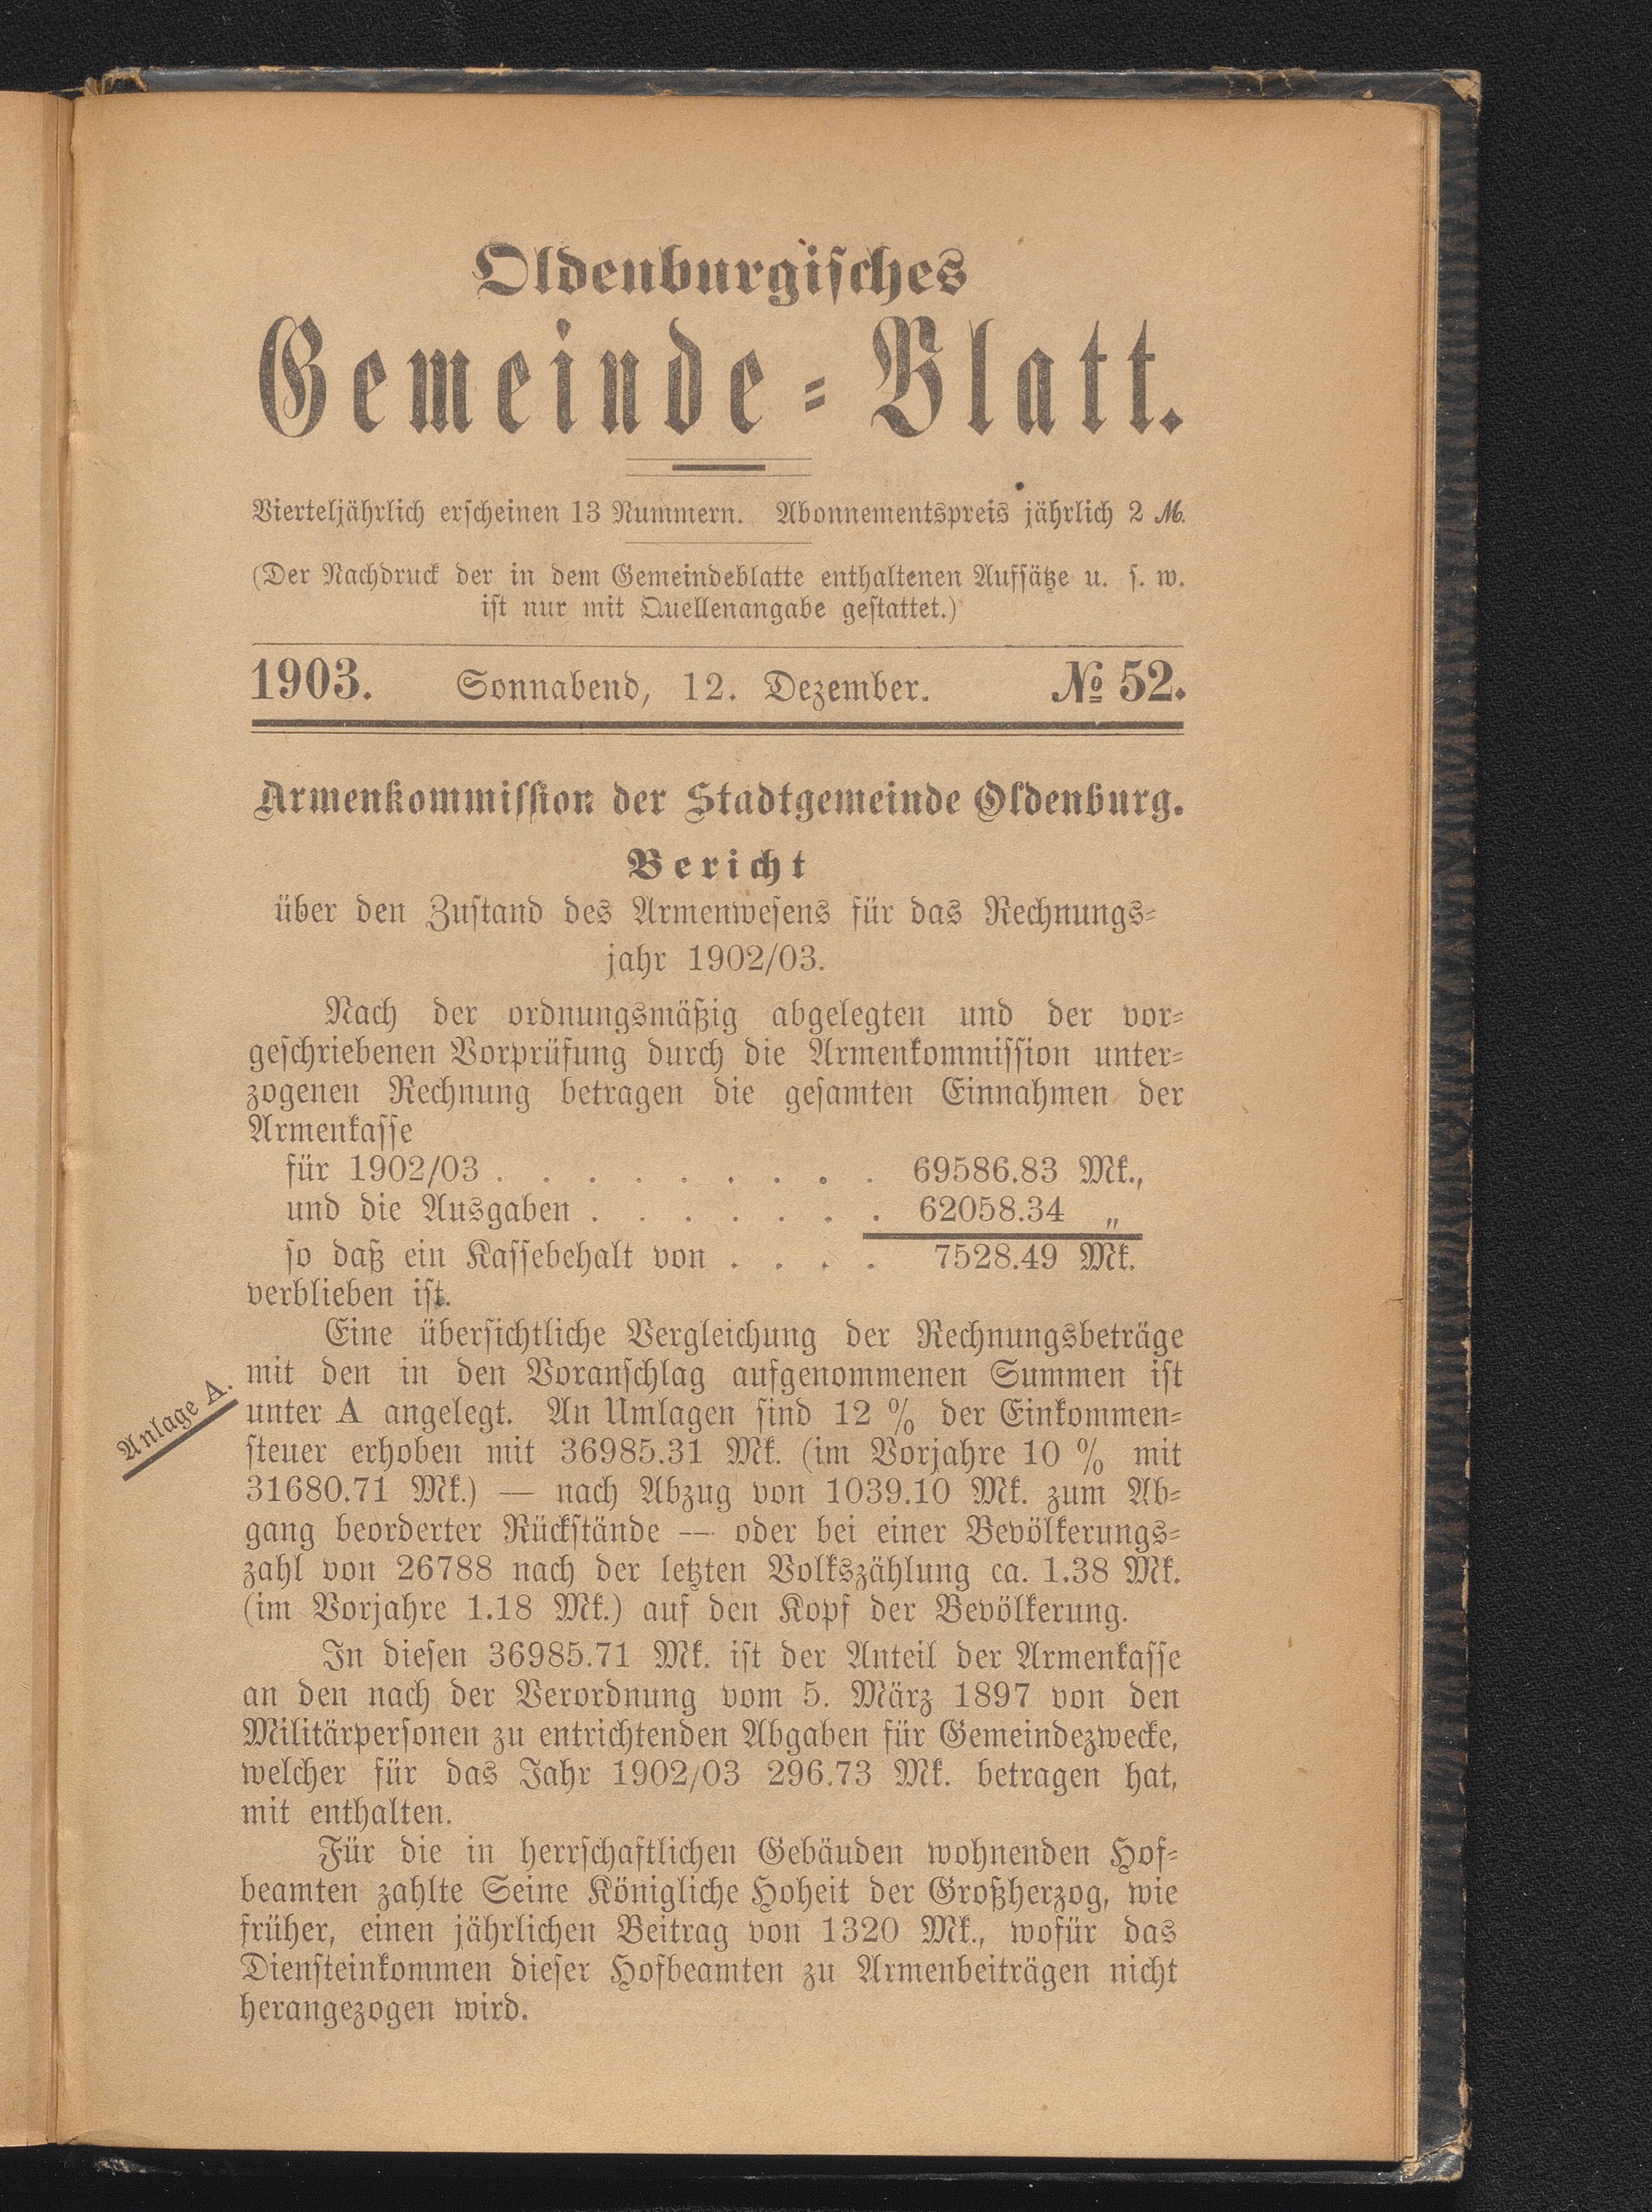 Oldenburgisches
Gemeinde-Blatt.
Vierteljährlich erscheinen 13 Nummern. Abonnementspreis jährlich 2 M.
(Der Nachdruck der in dem Gemeindeblatte enthaltenen Aufsätze u. s. w.
ist nur mit Quellenangabe gestattet.)
1903. Sonnabend, 12. Dezember. № 52.
Armenkommission der Stadtgemeinde Oldenburg.
Bericht
über den Zustand des Armenwesens für das Rechnungs-
jahr 1902/03.
Nach der ordnungsmäßig abgelegten und der vor-
geschriebenen Vorprüfung durch die Armenkommission unter-
zogenen Rechnung betragen die gesamten Einnahmen der
Armenkasse
für 1902/03 . . . . . . . . . 69586.83 Mk.,
und die Ausgaben . . . . . . . 62058.34 „
so daß ein Kassebehalt von . . . . 7528.49 Mk.
verblieben ist.
Eine übersichtliche Vergleichung der Rechnungsbeträge
mit den in den Voranschlag aufgenommenen Summen ist
Anlage A.
unter A angelegt. An Umlagen sind 12 % der Einkommen-
steuer erhoben mit 36985.31 Mk. (im Vorjahre 10 % mit
31680.71 Mk.) — nach Abzug von 1039.10 Mk. zum Ab-
gang beorderter Rückstände — oder bei einer Bevölkerungs-
zahl von 26788 nach der letzten Volkszählung ca. 1.38 Mk.
(im Vorjahre 1.18 Mk.) auf den Kopf der Bevölkerung.
In diesen 36985.71 Mk. ist der Anteil der Armenkasse
an den nach der Verordnung vom 5. März 1897 von den
Militärpersonen zu entrichtenden Abgaben für Gemeindezwecke,
welcher für das Jahr 1902/03 296.73 Mk. betragen hat,
mit enthalten.
Für die in herrschaftlichen Gebäuden wohnenden Hof-
beamten zahlte Seine Königliche Hoheit der Großherzog, wie
früher, einen jährlichen Beitrag von 1320 Mk., wofür das
Diensteinkommen dieser Hofbeamten zu Armenbeiträgen nicht
herangezogen wird.